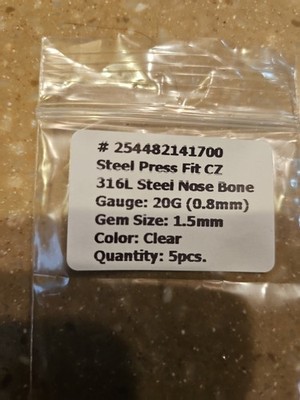 # 254482141700
Steel Press Fit CZ
316L Steel Nose Bone
Gauge: 20G (0.8mm)
Gem Size: 1.5mm
Color: Clear
Quantity: 5pcs.